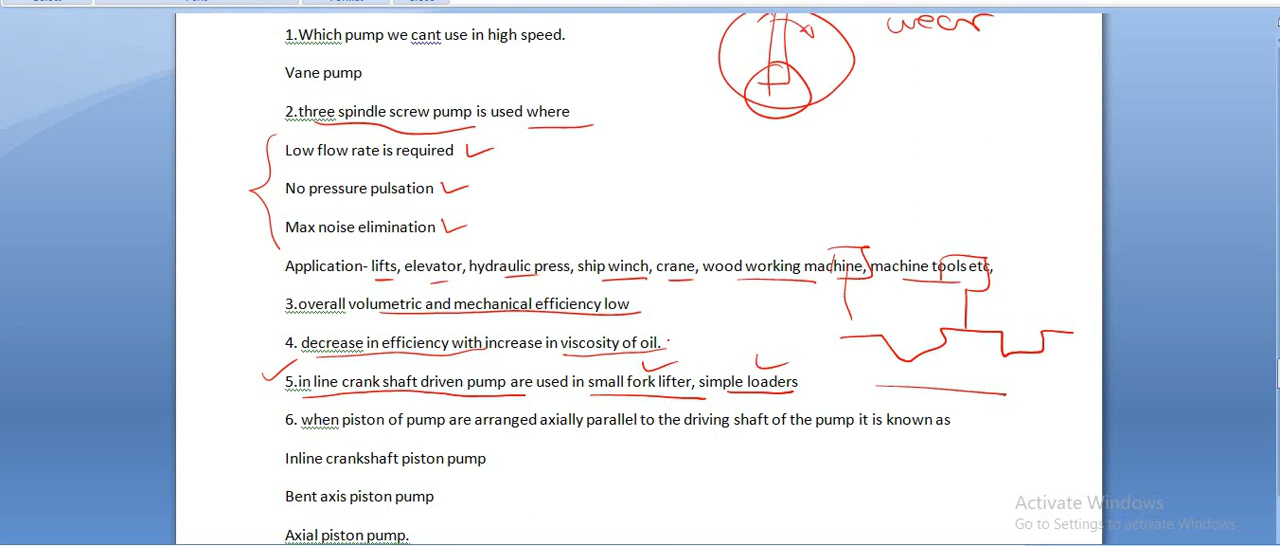 wear
1.Which pump we cant use in high speed.
Vane pump
2.three spindle screw pump is used where
Low flow rate is required
No pressure pulsation
Max noise elimination
Application- lifts, elevator, hydraulic press, ship winch, crane, wood working machine, machine tools etc,
3.overall volumetric and mechanical efficiency low
4. decrease in efficiency with increase in viscosity of oil.
5.in line crank shaft driven pump are used in small fork lifter, simple loaders
6. when piston of pump are arranged axially parallel to the driving shaft of the pump it is known as
Inline crankshaft piston pump
Bent axis piston pump
Axial piston pump.
Activate Windows
Go to Settings to activate Windows.